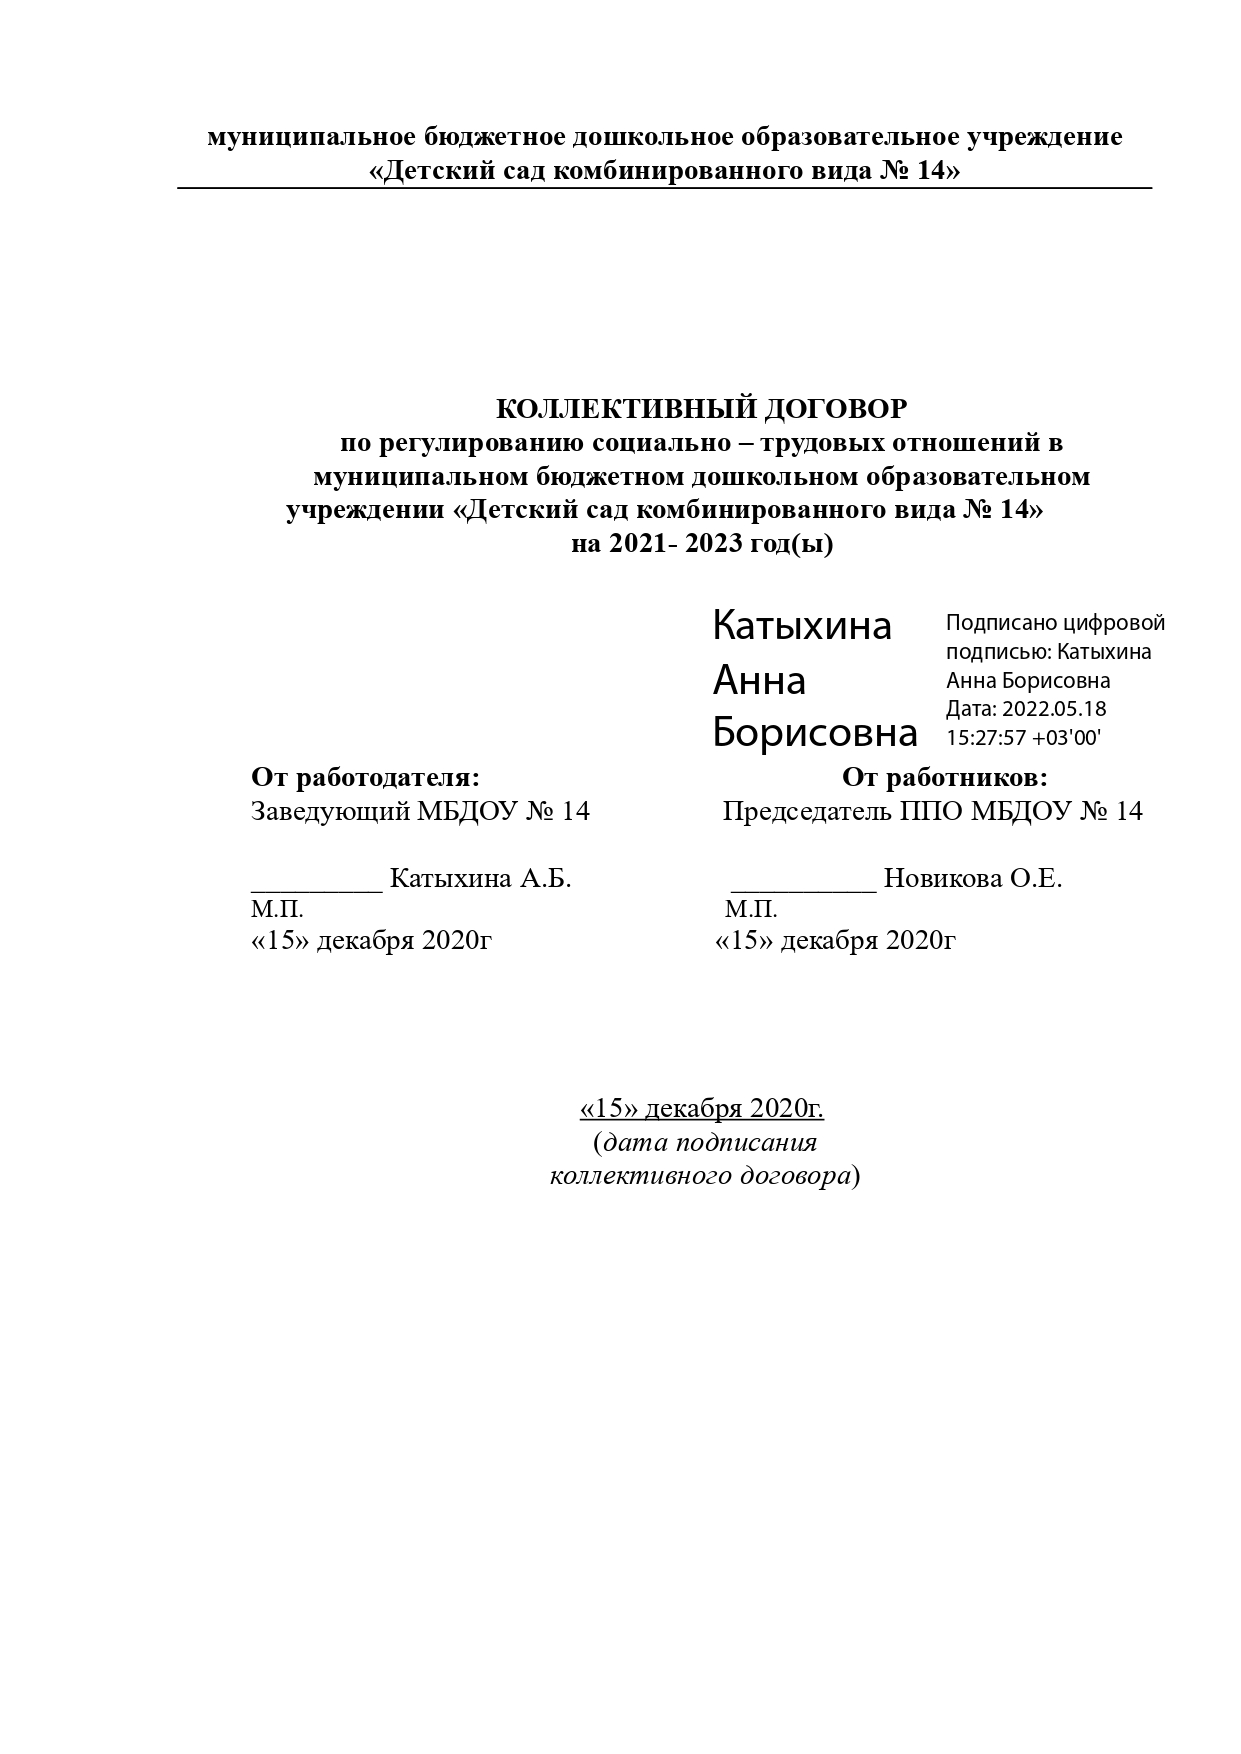 муниципальное бюджетное дошкольное образовательное учреждение
«Детский сад комбинированного вида № 14»
КОЛЛЕКТИВНЫЙ ДОГОВОР
по регулированию социально – трудовых отношений в
муниципальном бюджетном дошкольном образовательном
учреждении «Детский сад комбинированного вида № 14»
на 2021- 2023 год(ы)
Катыхина
Анна
Борисовна
Подписано цифровой
подписью: Катыхина
Анна Борисовна
Дата: 2022.05.18
15:27:57 +03'00'
От работодателя: От работников:
Заведующий МБДОУ № 14 Председатель ППО МБДОУ № 14
_________ Катыхина А.Б. __________ Новикова О.Е.
М.П. М.П.
«15» декабря 2020г «15» декабря 2020г
«15» декабря 2020г.
(дата подписания
коллективного договора)